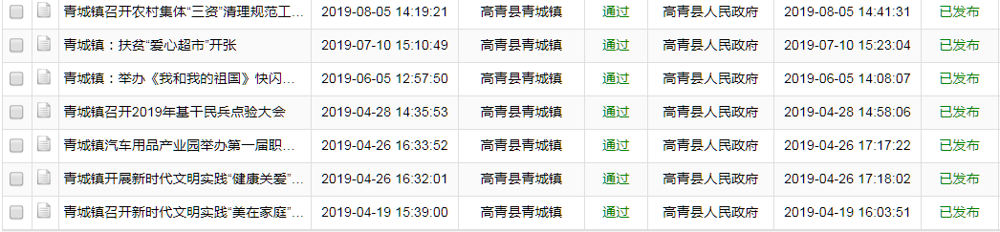 青城镇召开农村集体“三资”清理规范工… 2019-08-05 14:19:21 高青县青城镇 通过 高青县人民政府 2019-08-05 14:41:31 已发布
青城镇：扶贫“爱心超市”开张 2019-07-10 15:10:49 高青县青城镇 通过 高青县人民政府 2019-07-10 15:23:04 已发布
青城镇：举办《我和我的祖国》快闪… 2019-06-05 12:57:50 高青县青城镇 通过 高青县人民政府 2019-06-05 14:08:07 已发布
青城镇召开2019年基干民兵点验大会 2019-04-28 14:35:53 高青县青城镇 通过 高青县人民政府 2019-04-28 14:58:06 已发布
青城镇汽车用品产业园举办第一届职… 2019-04-26 16:33:52 高青县青城镇 通过 高青县人民政府 2019-04-26 17:17:22 已发布
青城镇开展新时代文明实践“健康关爱”… 2019-04-26 16:32:01 高青县青城镇 通过 高青县人民政府 2019-04-26 17:18:02 已发布
青城镇召开新时代文明实践“美在家庭”… 2019-04-19 15:39:00 高青县青城镇 通过 高青县人民政府 2019-04-19 16:03:51 已发布